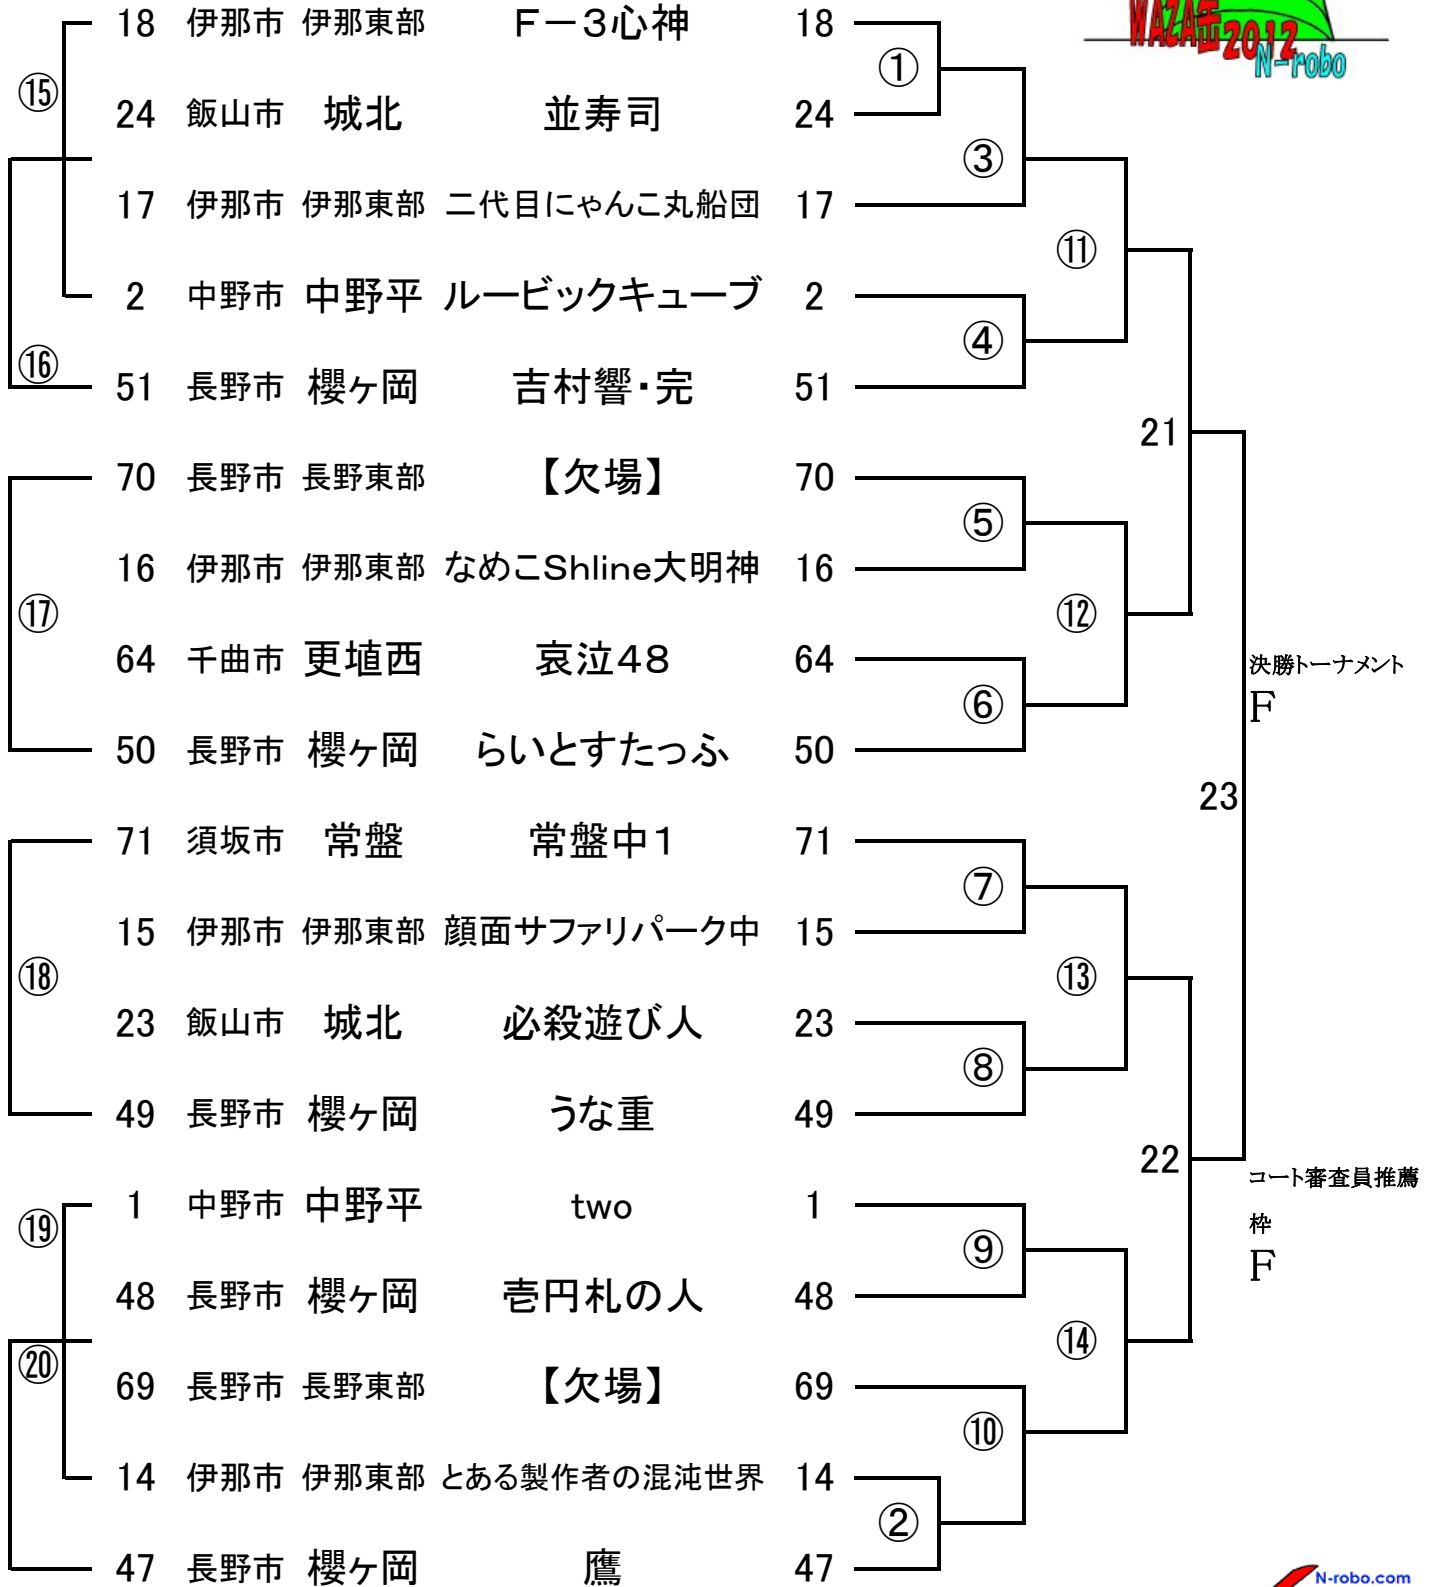 WAZA缶2012
N-robo
18 伊那市 伊那東部 F－3心神 18
①
⑮
24 飯山市 城北 並寿司 24
③
17 伊那市 伊那東部 二代目にゃんこ丸船団 17
⑪
2 中野市 中野平 ルービックキューブ 2
④
⑯
51 長野市 櫻ヶ岡 吉村響・完 51
21
70 長野市 長野東部 【欠場】 70
⑤
16 伊那市 伊那東部 なめこShline大明神 16
⑰
⑫
64 千曲市 更埴西 哀泣48 64
決勝トーナメント
F
⑥
50 長野市 櫻ヶ岡 らいとすたっふ 50
23
71 須坂市 常盤 常盤中1 71
⑦
15 伊那市 伊那東部 顔面サファリパーク中 15
⑱
⑬
23 飯山市 城北 必殺遊び人 23
⑧
49 長野市 櫻ヶ岡 うな重 49
22
コート審査員推薦
枠
F
1 中野市 中野平 two 1
⑲
⑨
48 長野市 櫻ヶ岡 壱円札の人 48
⑭
⑳
69 長野市 長野東部 【欠場】 69
⑩
14 伊那市 伊那東部 とある製作者の混沌世界 14
②
47 長野市 櫻ヶ岡 鷹 47
N-robo.com